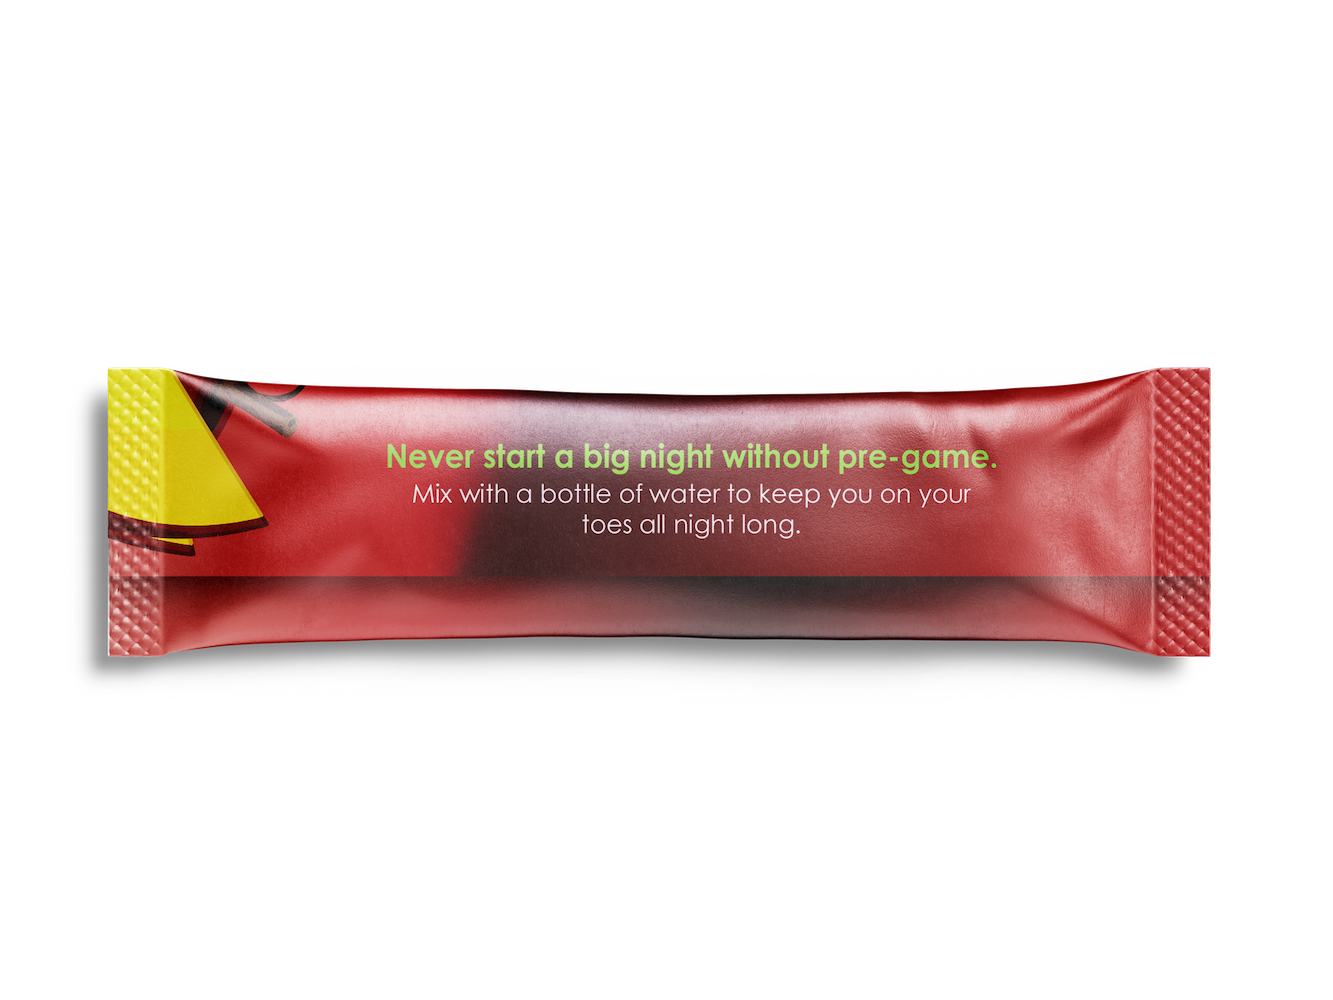 Never start a big night without pre-game.
Mix with a bottle of water to keep you on your
toes all night long.